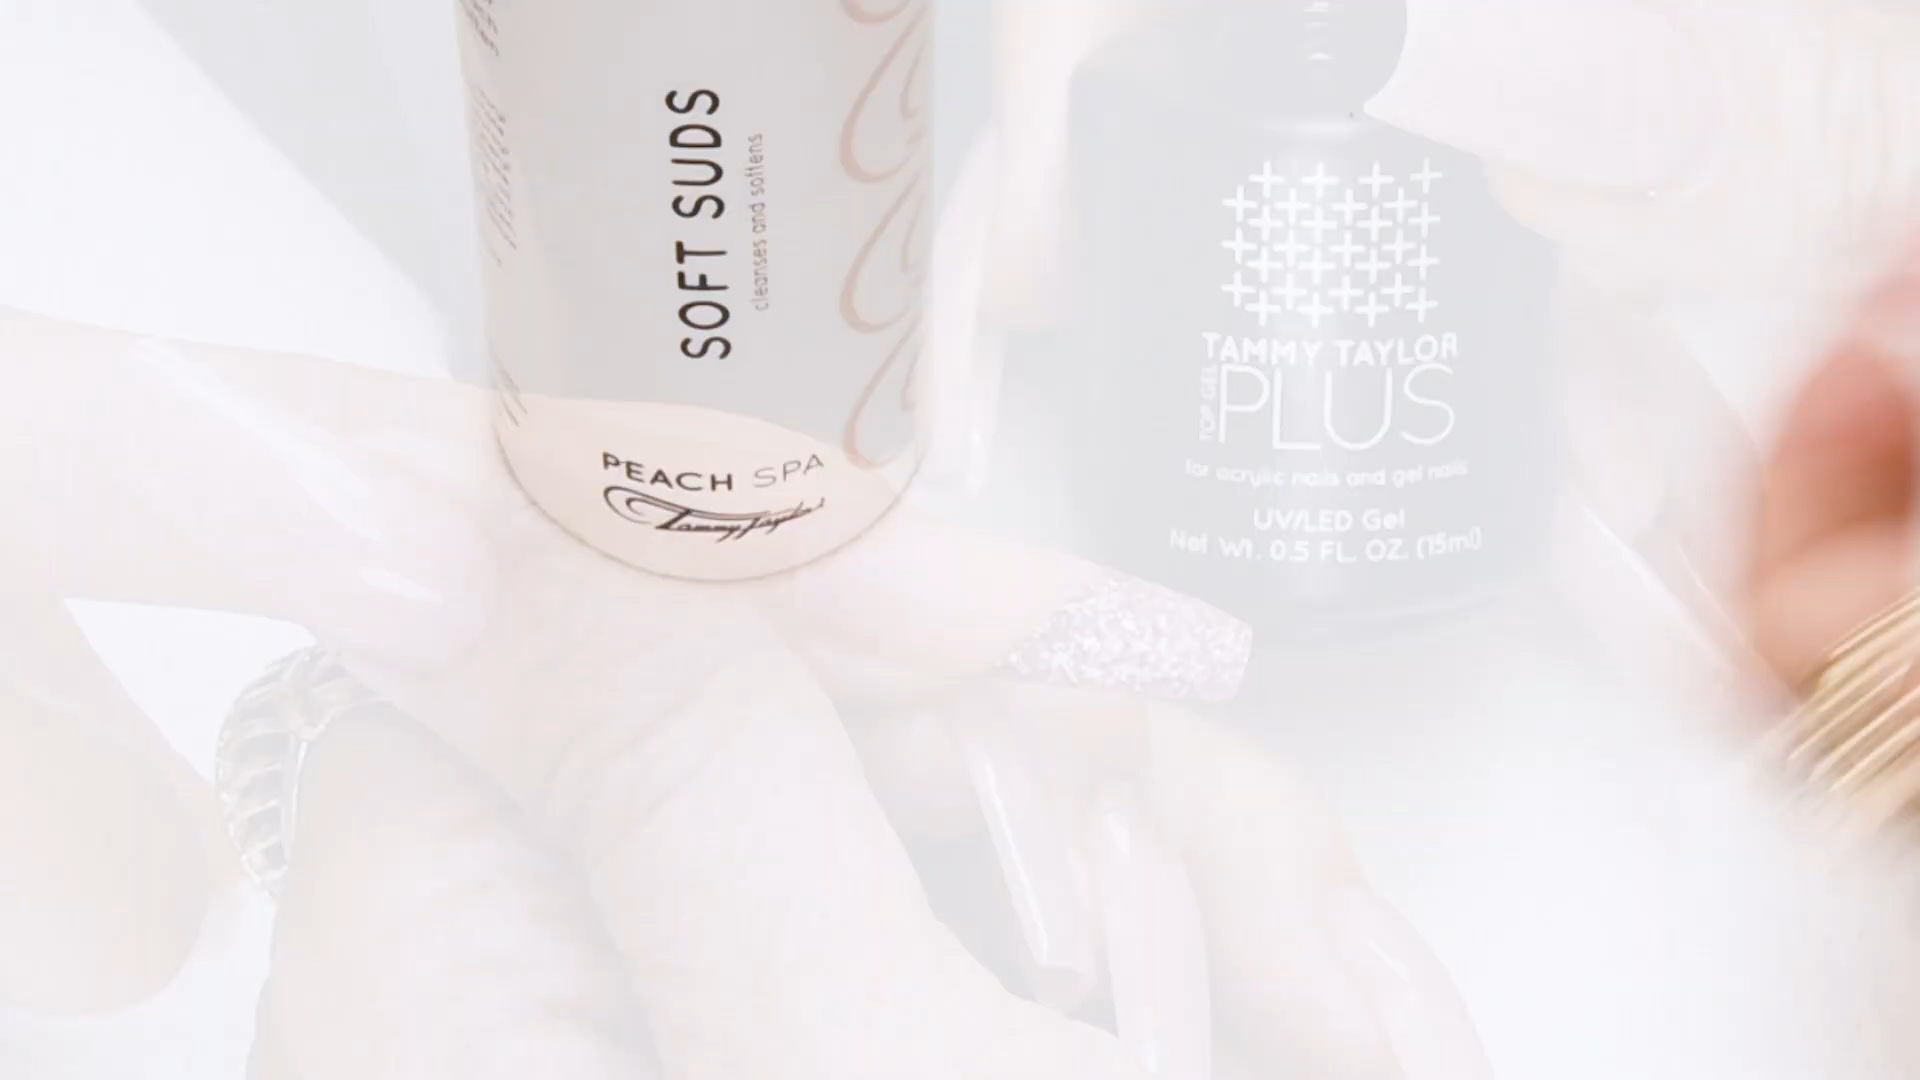 SOFT SUDS
cleanses and softens
PEACH SPA
Tammy Taylor
TAMMY TAYLOR
TOP GEL
PLUS
for acrylic nails and gel nails
UV/LED Gel
Net Wt. 0.5 FL. OZ. (15ml)